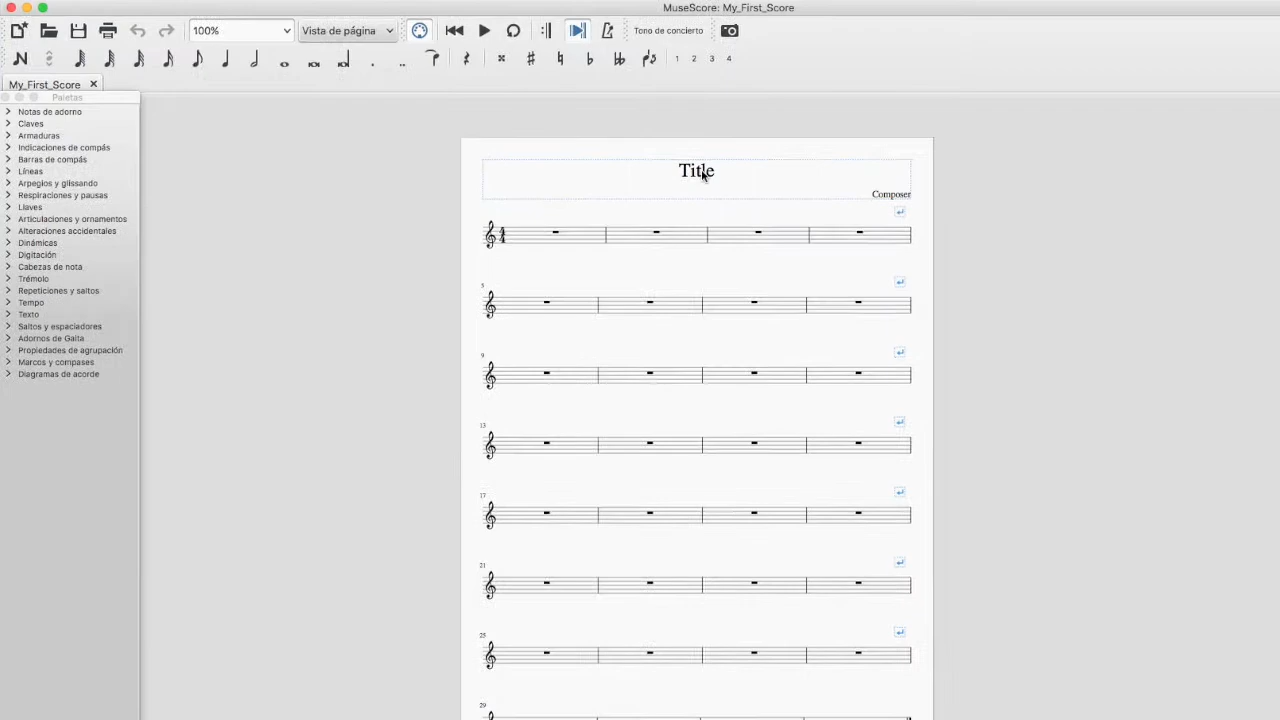 MuseScore: My_First_Score
100%
Vista de página
Tono de concierto
1 2 3 4
My_First_Score
Paletas
Notas de adorno
Claves
Armaduras
Indicaciones de compás
Barras de compás
Líneas
Arpegios y glissando
Respiraciones y pausas
Llaves
Articulaciones y ornamentos
Alteraciones accidentales
Dinámicas
Digitación
Cabezas de nota
Trémolo
Repeticiones y saltos
Tempo
Texto
Saltos y espaciadores
Adornos de Gaita
Propiedades de agrupación
Marcos y compases
Diagramas de acorde
Title
Composer
4
4
5
9
13
17
21
25
29